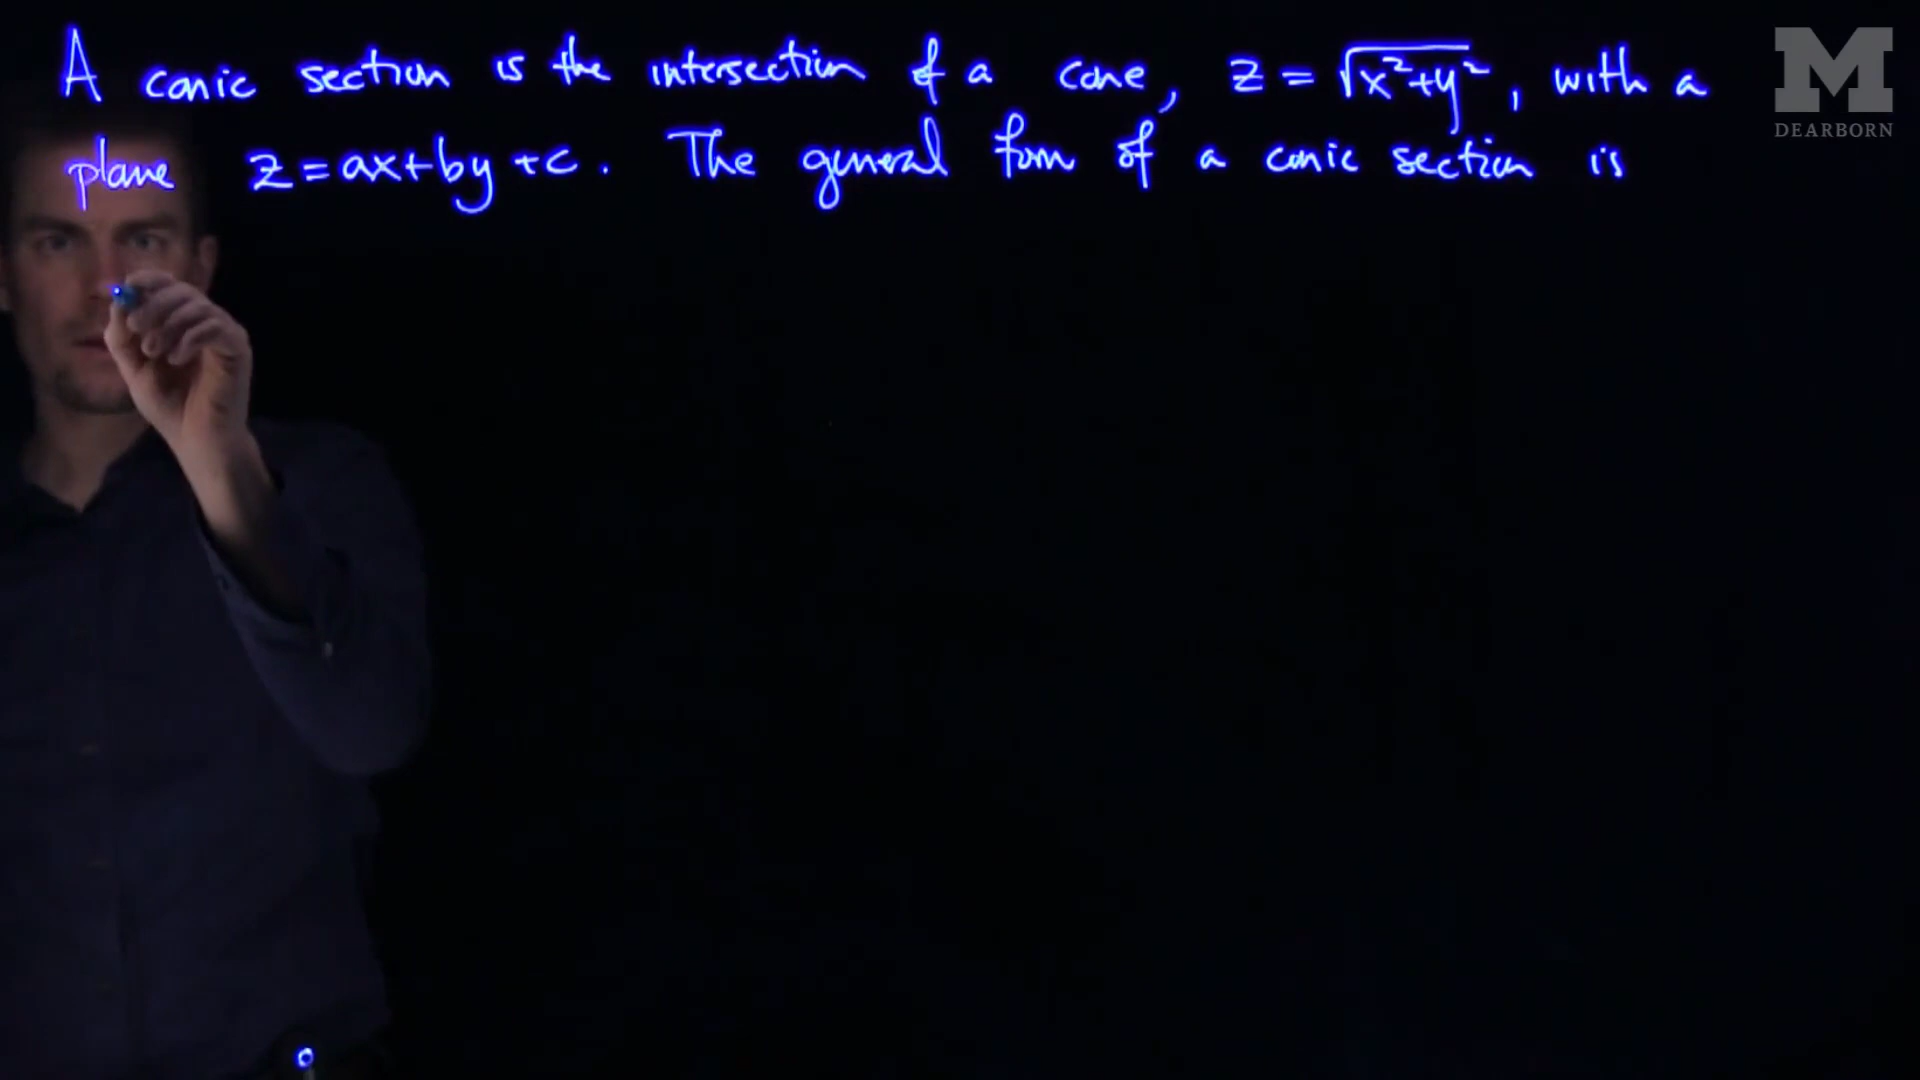 A conic section is the intersection of a cone, z = √x²+y², with a
plane z = ax+by+c. The general form of a conic section is
M
DEARBORN